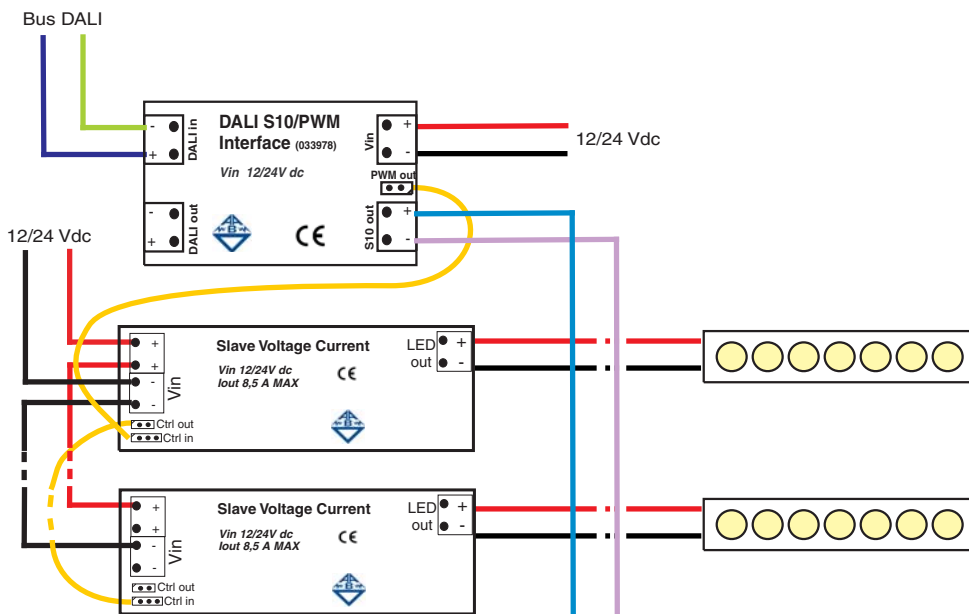 Bus DALI
DALI S10/PWM
Interface (033978)
Vin 12/24V dc
- 
+
DALI in
-
+
DALI out
Vin
+
-
12/24 Vdc
PWM out
S10 out
+
-
CE
AAB
12/24 Vdc
Slave Voltage Current
Vin 12/24V dc
Iout 8,5 A MAX
CE
+
+
-
-
Vin
Ctrl out
Ctrl in
LED
out
+
-
Slave Voltage Current
Vin 12/24V dc
Iout 8,5 A MAX
CE
+
+
-
-
Vin
Ctrl out
Ctrl in
LED
out
+
-